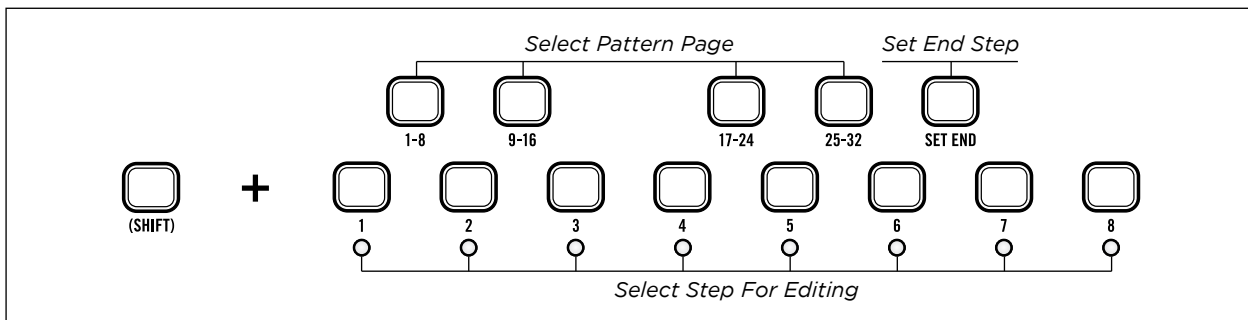 Select Pattern Page Set End Step
1-8 9-16 17-24 25-32 SET END
(SHIFT) + 1 2 3 4 5 6 7 8
Select Step For Editing